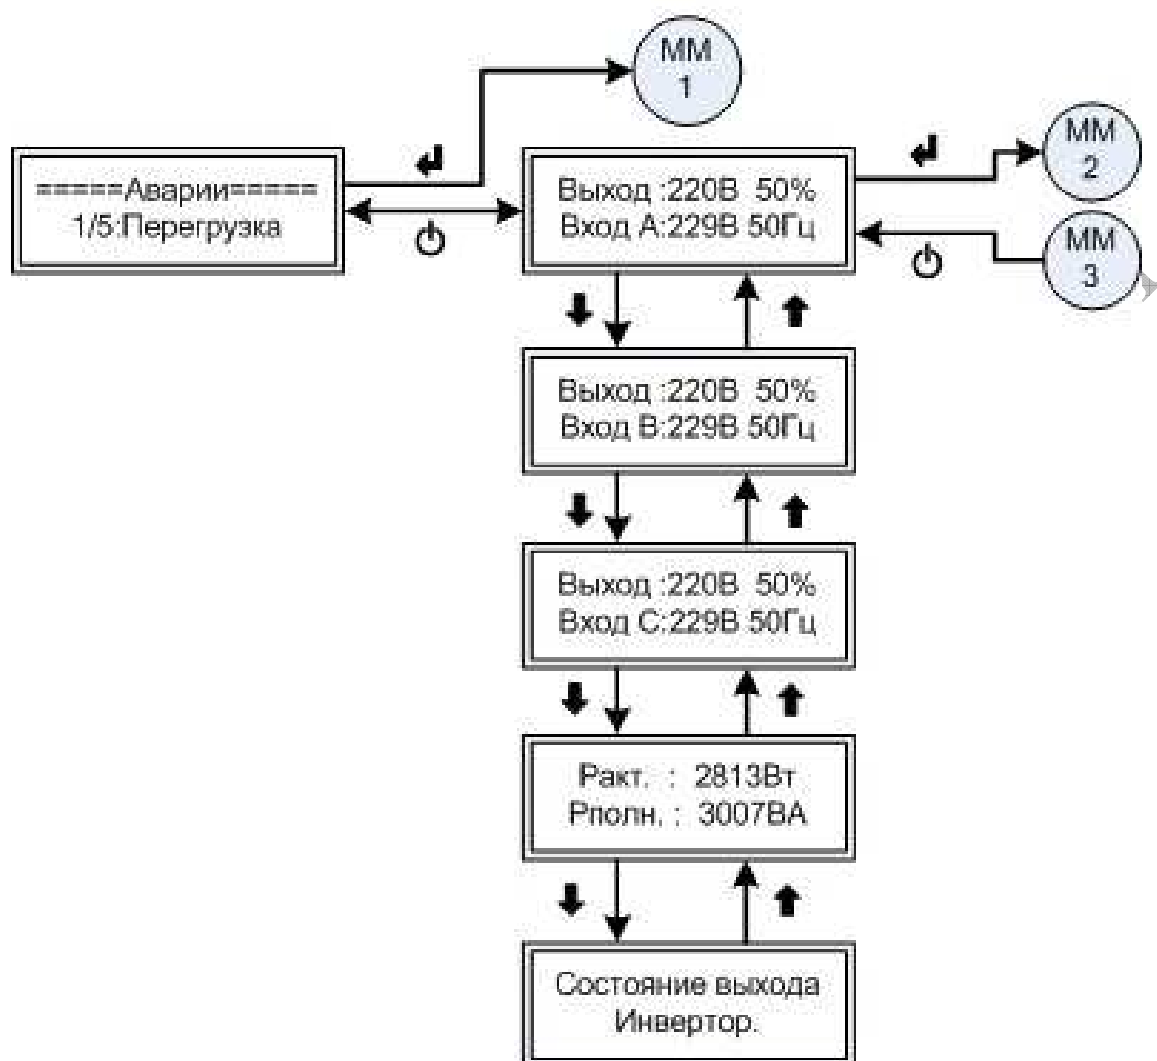 ММ
1
=====Аварии=====
1/5:Перегрузка
Выход :220В 50%
Вход А:229В 50Гц
ММ
2
ММ
3
Выход :220В 50%
Вход В:229В 50Гц
Выход :220В 50%
Вход С:229В 50Гц
Ракт. : 2813Вт
Рполн. : 3007ВА
Состояние выхода
Инвертор.